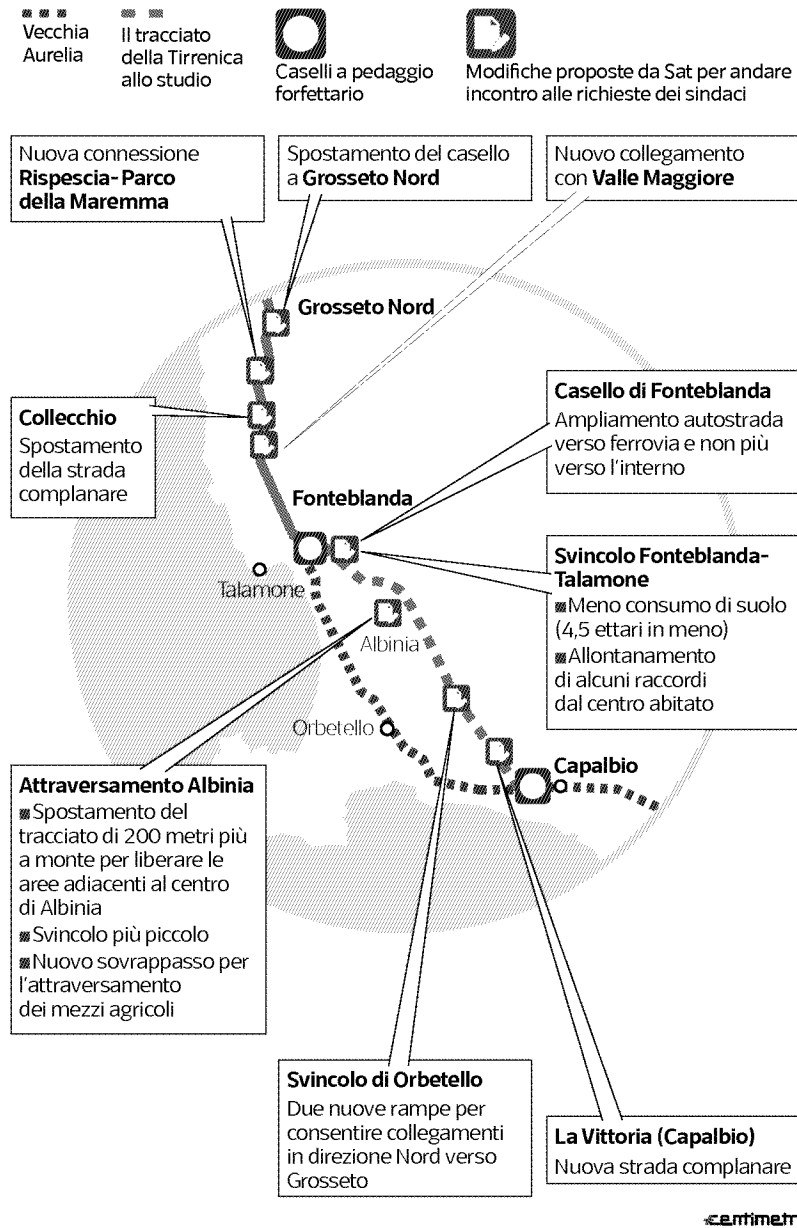 Vecchia
Aurelia
Il tracciato
della Tirrenica
allo studio
Caselli a pedaggio
forfettario
Modifiche proposte da Sat per andare
incontro alle richieste dei sindaci
Nuova connessione
Rispescia-Parco
della Maremma
Spostamento del casello
a Grosseto Nord
Nuovo collegamento
con Valle Maggiore
Grosseto Nord
Collecchio
Spostamento
della strada
complanare
Casello di Fonteblanda
Ampliamento autostrada
verso ferrovia e non più
verso l'interno
Fonteblanda
Talamone
Svincolo Fonteblanda-
Talamone
Meno consumo di suolo
(4,5 ettari in meno)
Allontanamento
di alcuni raccordi
dal centro abitato
Albinia
Orbetello
Capalbio
Attraversamento Albinia
Spostamento del
tracciato di 200 metri più
a monte per liberare le
aree adiacenti al centro
di Albinia
Svincolo più piccolo
Nuovo sovrappasso per
l'attraversamento
dei mezzi agricoli
Svincolo di Orbetello
Due nuove rampe per
consentire collegamenti
in direzione Nord verso
Grosseto
La Vittoria (Capalbio)
Nuova strada complanare
centimetr